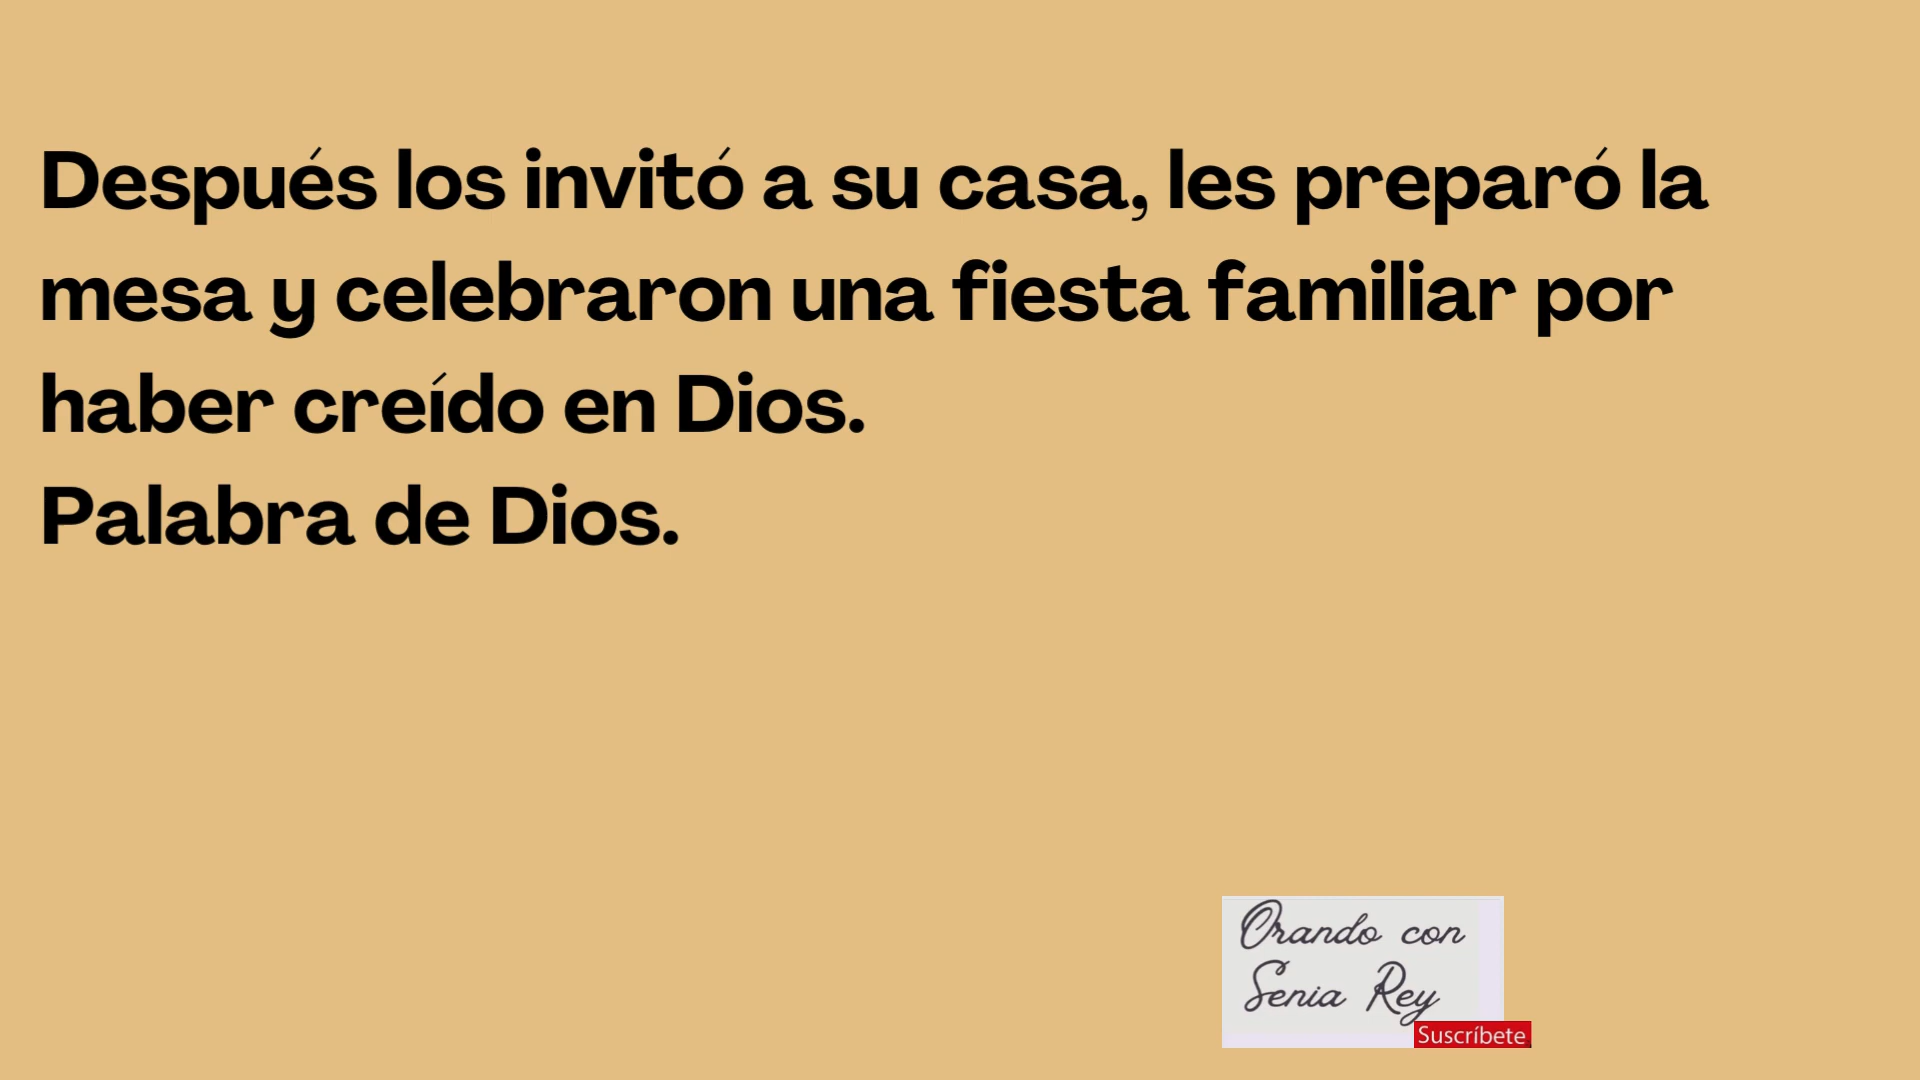 Después los invitó a su casa, les preparó la
mesa y celebraron una fiesta familiar por
haber creído en Dios.
Palabra de Dios.
Orando con
Senia Rey
Suscríbete